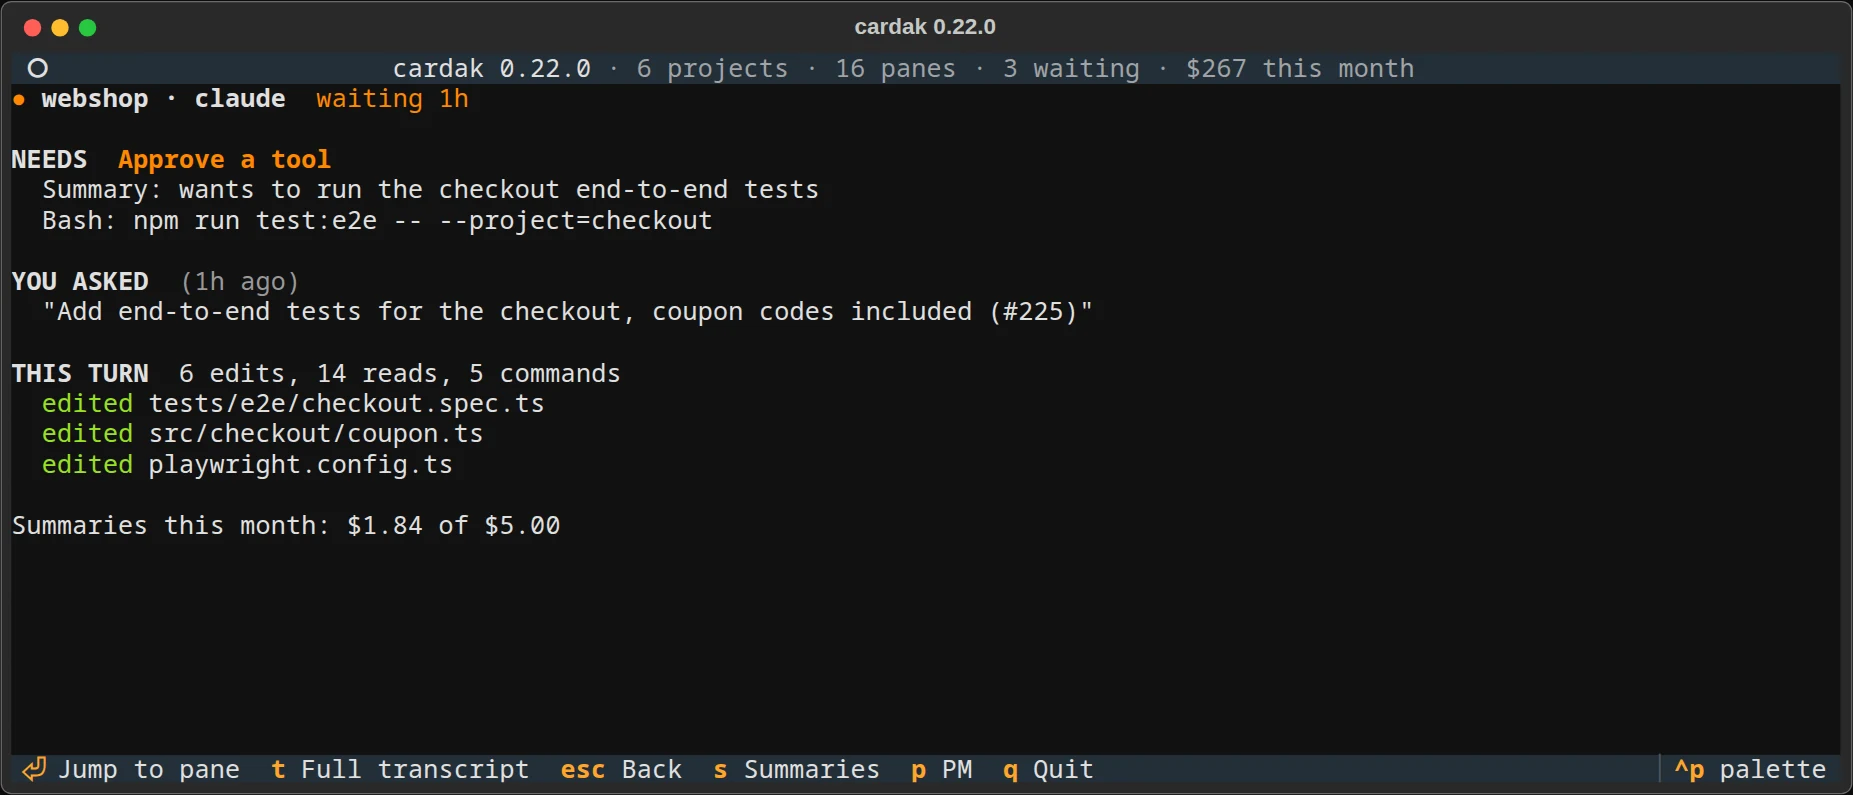 cardak 0.22.0
cardak 0.22.0 · 6 projects · 16 panes · 3 waiting · $267 this month
● webshop · claude  waiting 1h
NEEDS  Approve a tool
Summary: wants to run the checkout end-to-end tests
Bash: npm run test:e2e -- --project=checkout
YOU ASKED  (1h ago)
"Add end-to-end tests for the checkout, coupon codes included (#225)"
THIS TURN  6 edits, 14 reads, 5 commands
edited tests/e2e/checkout.spec.ts
edited src/checkout/coupon.ts
edited playwright.config.ts
Summaries this month: $1.84 of $5.00
⏎ Jump to pane  t Full transcript  esc Back  s Summaries  p PM  q Quit  ^p palette